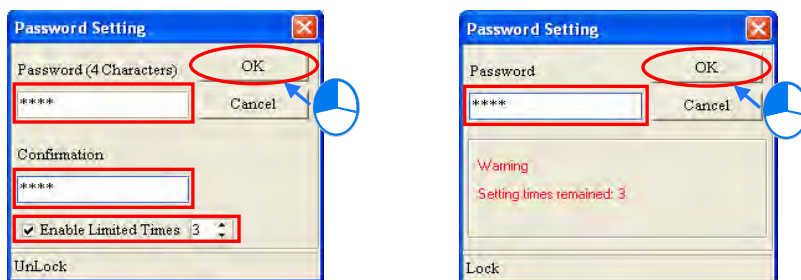 Password Setting
Password (4 Characters)
OK
****
Cancel
Confirmation
****
Enable Limited Times 3
UnLock
Password Setting
Password
OK
****
Cancel
Warning
Setting times remained: 3
Lock